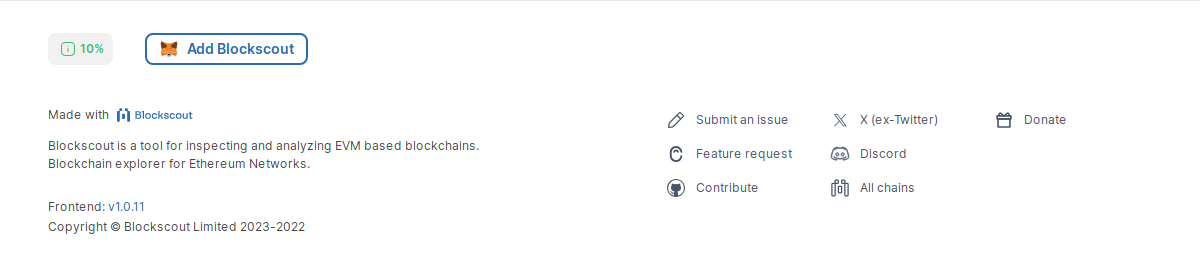 10%
Add Blockscout
Made with Blockscout
Blockscout is a tool for inspecting and analyzing EVM based blockchains.
Blockchain explorer for Ethereum Networks.
Frontend: v1.0.11
Copyright © Blockscout Limited 2023-2022
Submit an issue
X (ex-Twitter)
Donate
Feature request
Discord
Contribute
All chains